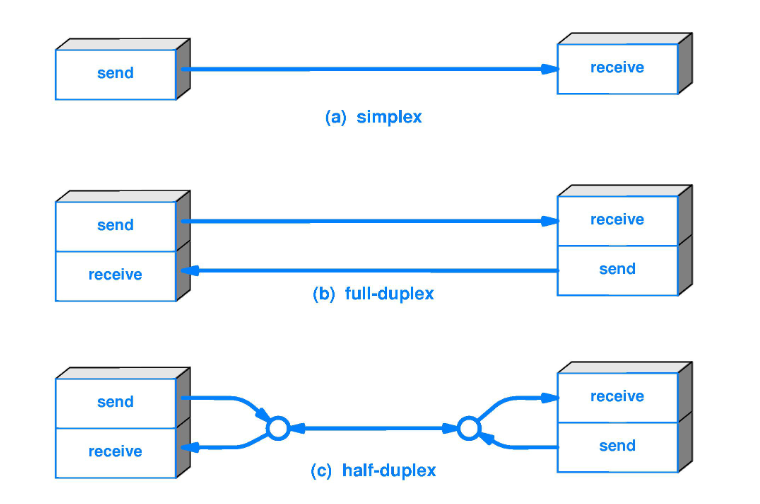 send
receive
(a) simplex
send
receive
receive
send
(b) full-duplex
send
receive
receive
send
(c) half-duplex